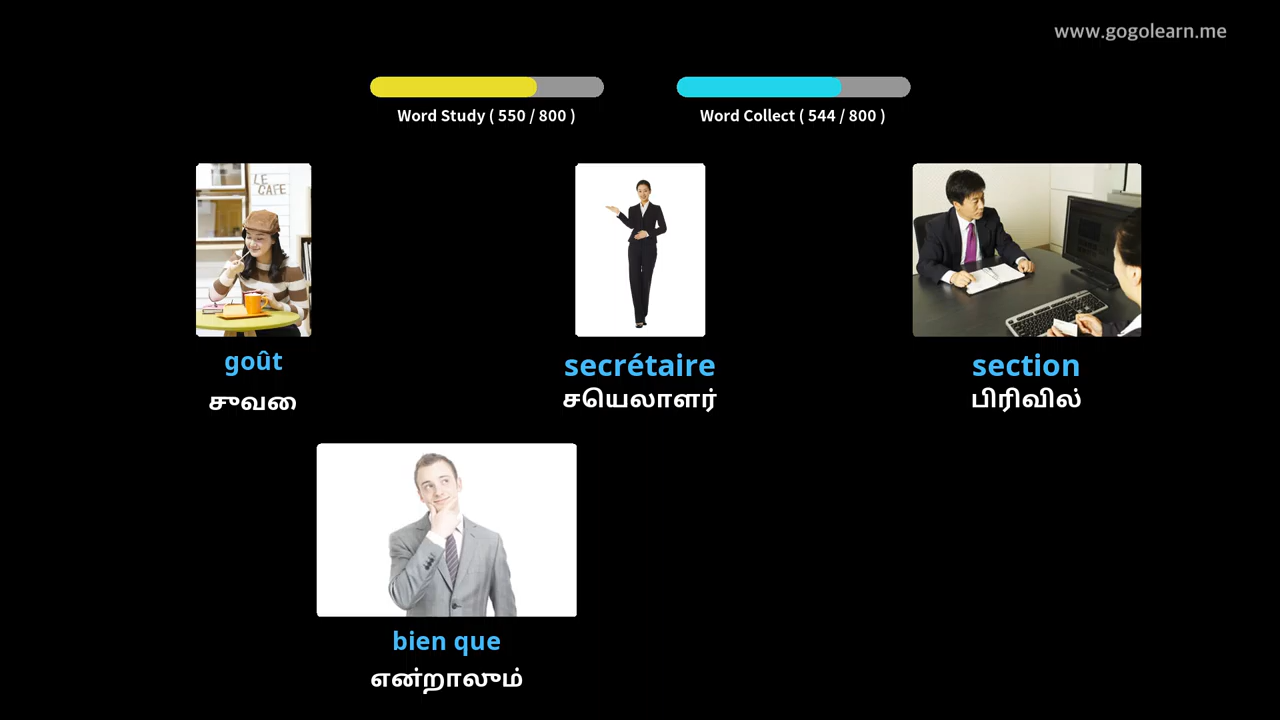 www.gogolearn.me
Word Study ( 550 / 800 )
Word Collect ( 544 / 800 )
LE CAFE
goût
சுவை
secrétaire
செயலாளர்
section
பிரிவில்
bien que
என்றாலும்